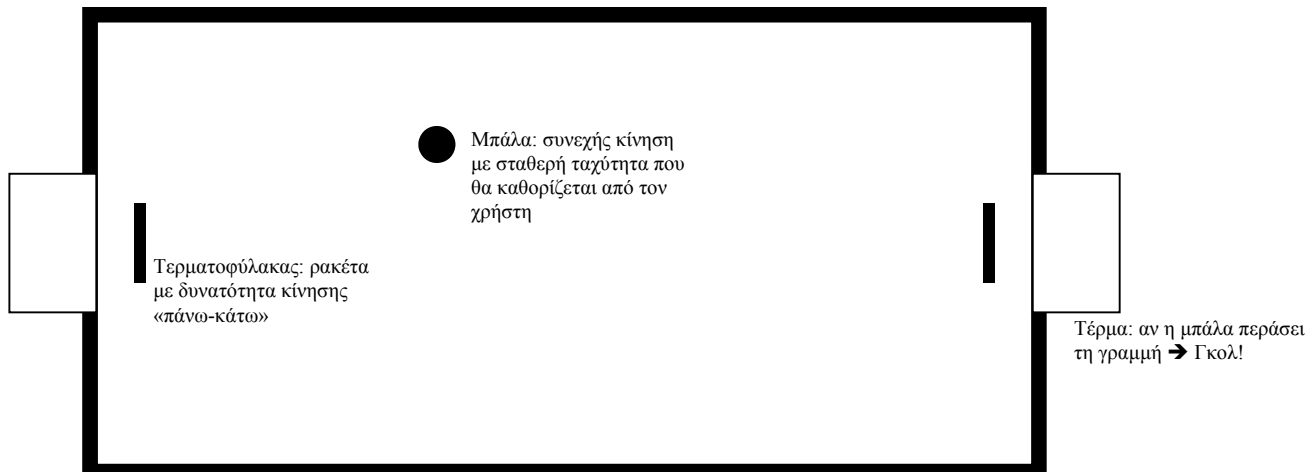 Μπάλα: συνεχής κίνηση
με σταθερή ταχύτητα που
θα καθορίζεται από τον
χρήστη
Τερματοφύλακας: ρακέτα
με δυνατότητα κίνησης
«πάνω-κάτω»
Τέρμα: αν η μπάλα περάσει
τη γραμμή ➔ Γκολ!